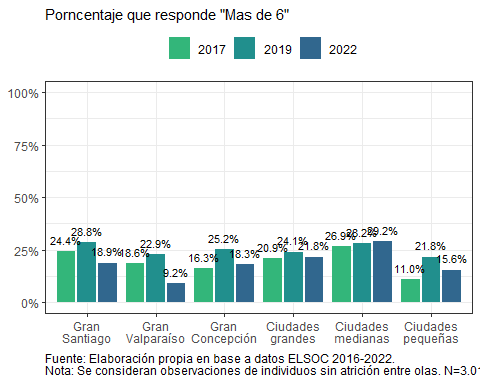 Porncentaje que responde "Mas de 6"
2017 2019 2022
100%
75%
50%
25%
0%
24.4% 28.8% 18.9%
18.6% 22.9% 9.2%
16.3% 25.2% 18.3%
20.9% 24.1% 21.8%
26.9% 28.2% 29.2%
11.0% 21.8% 15.6%
Gran Santiago
Gran Valparaíso
Gran Concepción
Ciudades grandes
Ciudades medianas
Ciudades pequeñas
Fuente: Elaboración propia en base a datos ELSOC 2016-2022.
Nota: Se consideran observaciones de individuos sin atrición entre olas. N=3.01